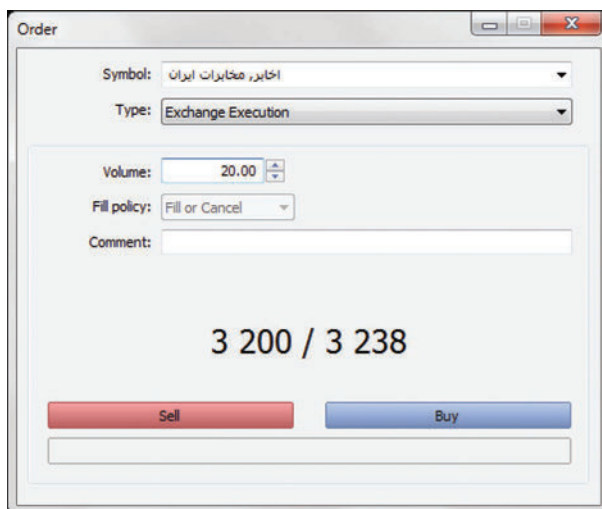 Order
Symbol: اخابر, مخابرات ایران
Type: Exchange Execution
Volume: 20.00
Fill policy: Fill or Cancel
Comment:
3 200 / 3 238
Sell Buy